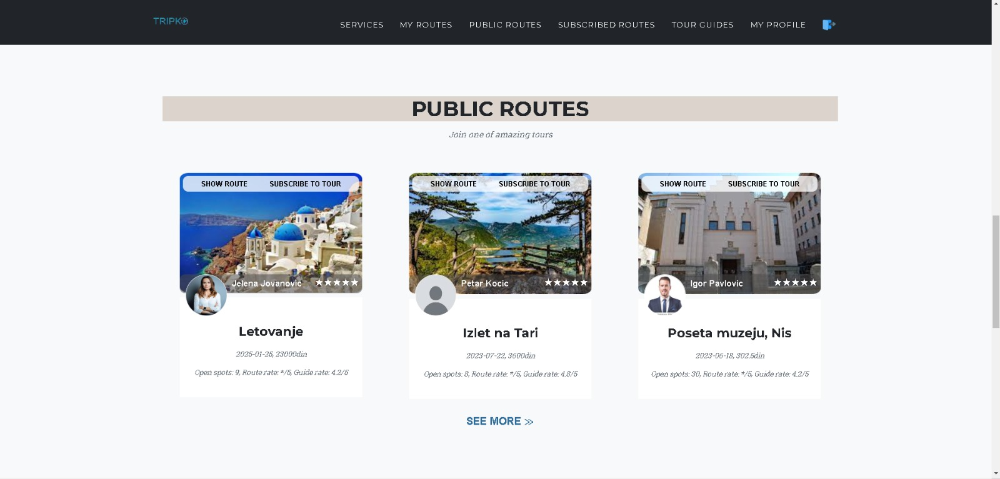 TRIPKO
SERVICES MY ROUTES PUBLIC ROUTES SUBSCRIBED ROUTES TOUR GUIDES MY PROFILE
PUBLIC ROUTES
Join one of amazing tours
SHOW ROUTE SUBSCRIBE TO TOUR
Jelena Jovanovic ★★★★★
Letovanje
2025-01-25, 23000din
Open spots: 9, Route rate: */5, Guide rate: 4.2/5
SHOW ROUTE SUBSCRIBE TO TOUR
Petar Kocic ★★★★★
Izlet na Tari
2023-07-22, 3600din
Open spots: 8, Route rate: */5, Guide rate: 4.8/5
SHOW ROUTE SUBSCRIBE TO TOUR
Igor Pavlovic ★★★★★
Poseta muzeju, Nis
2023-06-18, 302.5din
Open spots: 30, Route rate: */5, Guide rate: 4.2/5
SEE MORE ≫